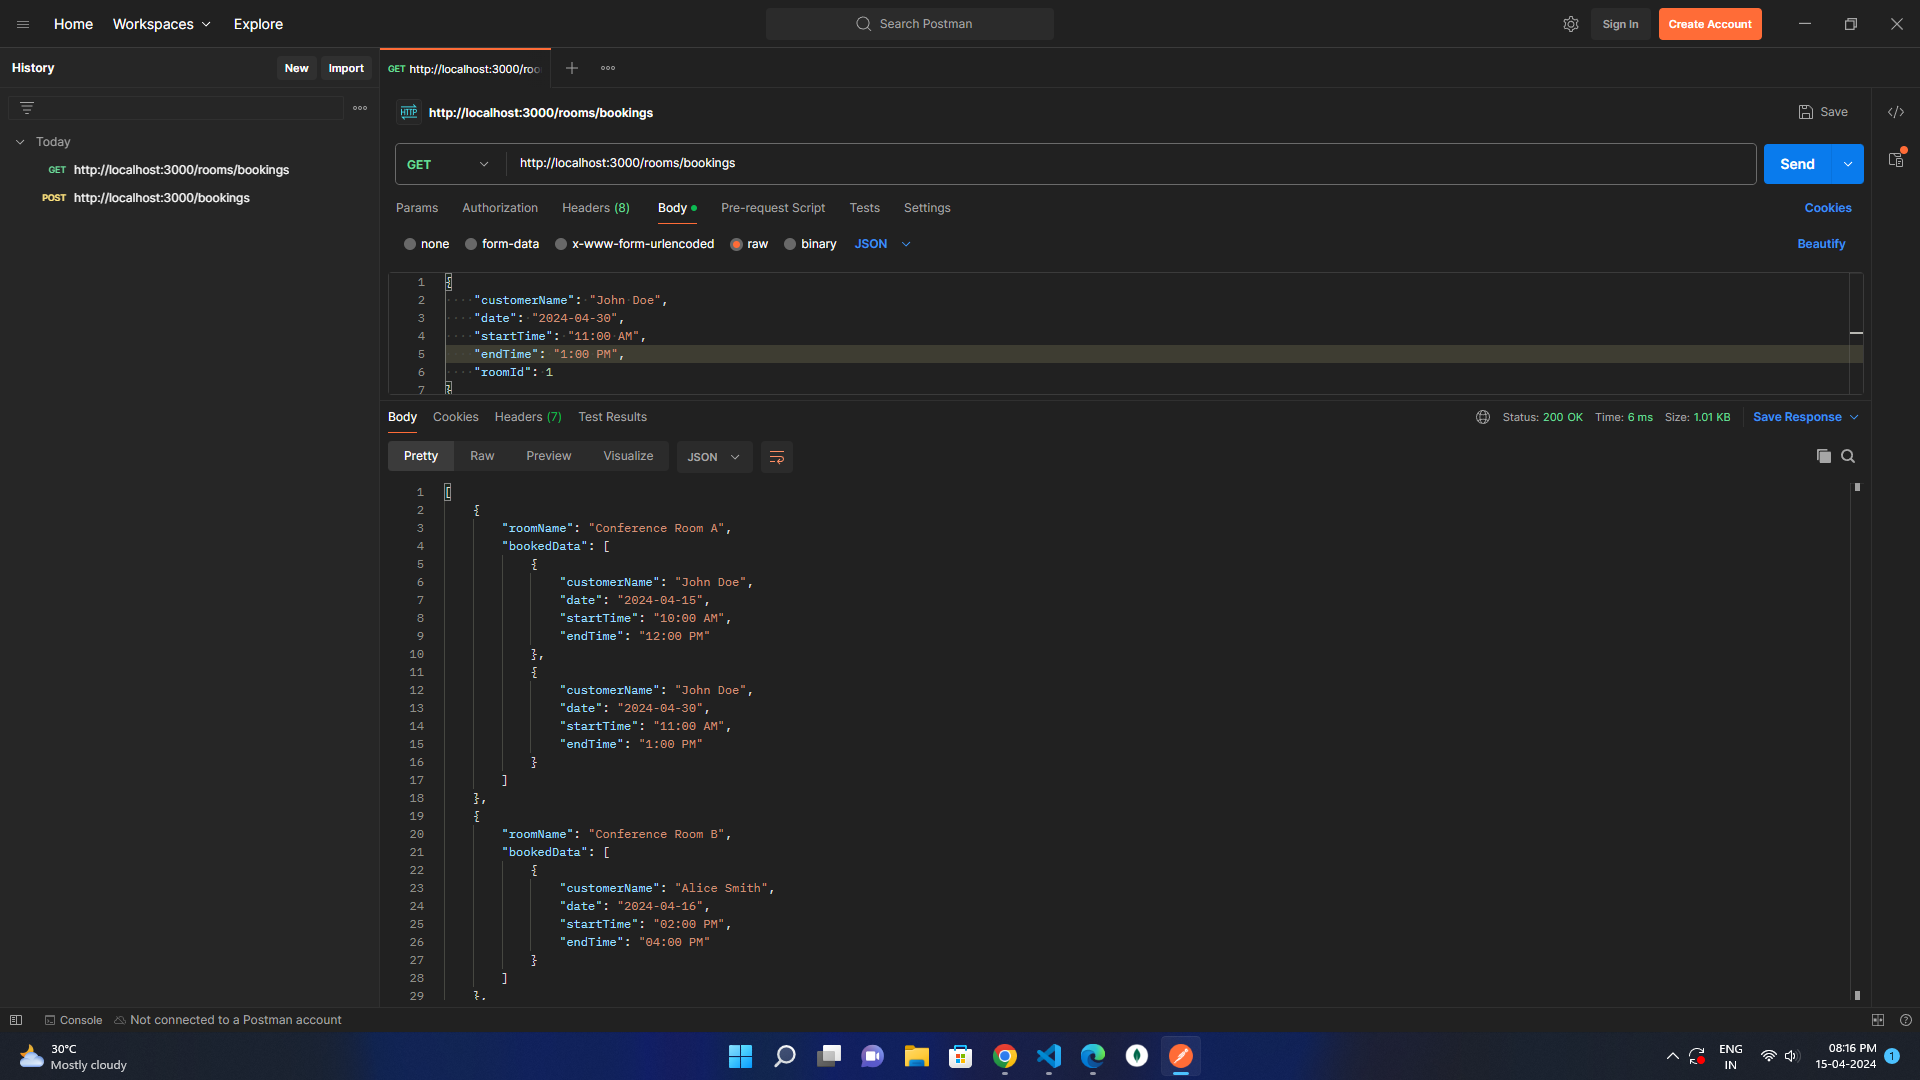 Home Workspaces Explore Search Postman Sign In Create Account
History New Import GET http://localhost:3000/roo
HTTP http://localhost:3000/rooms/bookings Save
Today
GET http://localhost:3000/rooms/bookings
POST http://localhost:3000/bookings
GET http://localhost:3000/rooms/bookings Send
Params Authorization Headers (8) Body Pre-request Script Tests Settings Cookies
none form-data x-www-form-urlencoded raw binary JSON Beautify
1 {
2 "customerName": "John Doe",
3 "date": "2024-04-30",
4 "startTime": "11:00 AM",
5 "endTime": "1:00 PM",
6 "roomId": 1
7 }
Body Cookies Headers (7) Test Results Status: 200 OK Time: 6 ms Size: 1.01 KB Save Response
Pretty Raw Preview Visualize JSON
1 [
2 {
3 "roomName": "Conference Room A",
4 "bookedData": [
5 {
6 "customerName": "John Doe",
7 "date": "2024-04-15",
8 "startTime": "10:00 AM",
9 "endTime": "12:00 PM"
10 },
11 {
12 "customerName": "John Doe",
13 "date": "2024-04-30",
14 "startTime": "11:00 AM",
15 "endTime": "1:00 PM"
16 }
17 ]
18 },
19 {
20 "roomName": "Conference Room B",
21 "bookedData": [
22 {
23 "customerName": "Alice Smith",
24 "date": "2024-04-16",
25 "startTime": "02:00 PM",
26 "endTime": "04:00 PM"
27 }
28 ]
29 },
Console Not connected to a Postman account
30°C
Mostly cloudy
ENG
IN
08:16 PM
15-04-2024
1